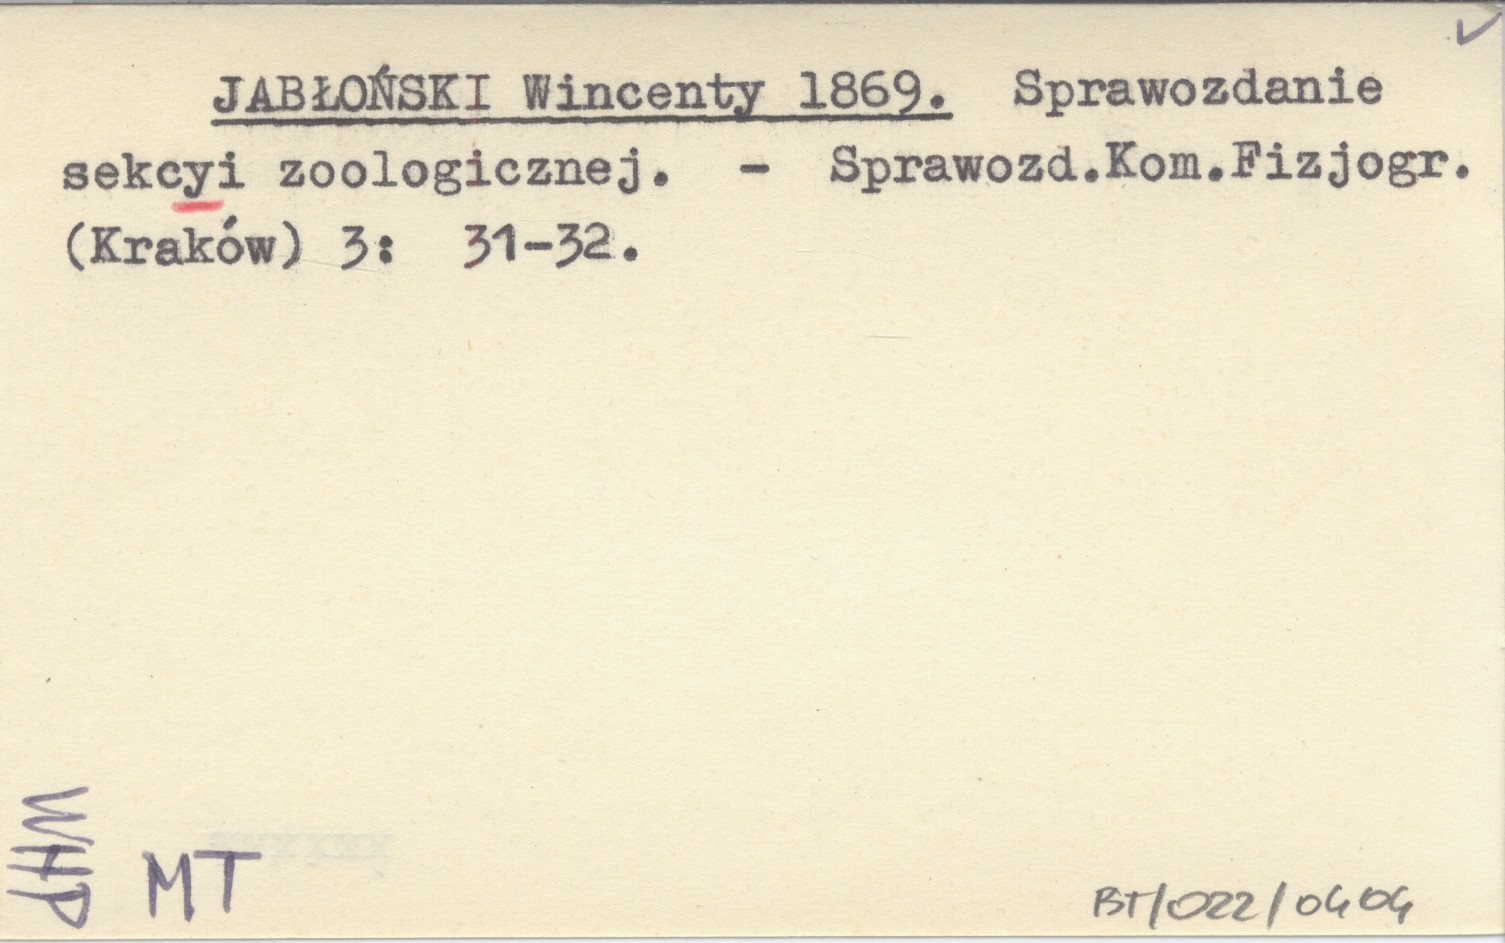 JABŁOŃSKI Wincenty 1869. Sprawozdanie
sekcyi zoologicznej. - Sprawozd.Kom.Fizjogr.
(Kraków) 3: 31-32.
WHP
MT
BT/022/0404